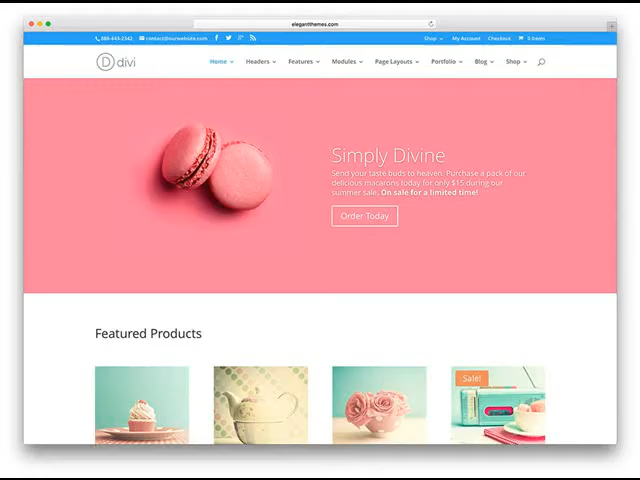 elegantthemes.com
888-443-2342 contact@ourwebsite.com Shop My Account Checkout 0 Items
D divi Home Headers Features Modules Page Layouts Portfolio Blog Shop
Simply Divine
Send your taste buds to heaven. Purchase a pack of our
delicious macarons today for only $15 during our
summer sale. On sale for a limited time!
Order Today
Featured Products
Sale!